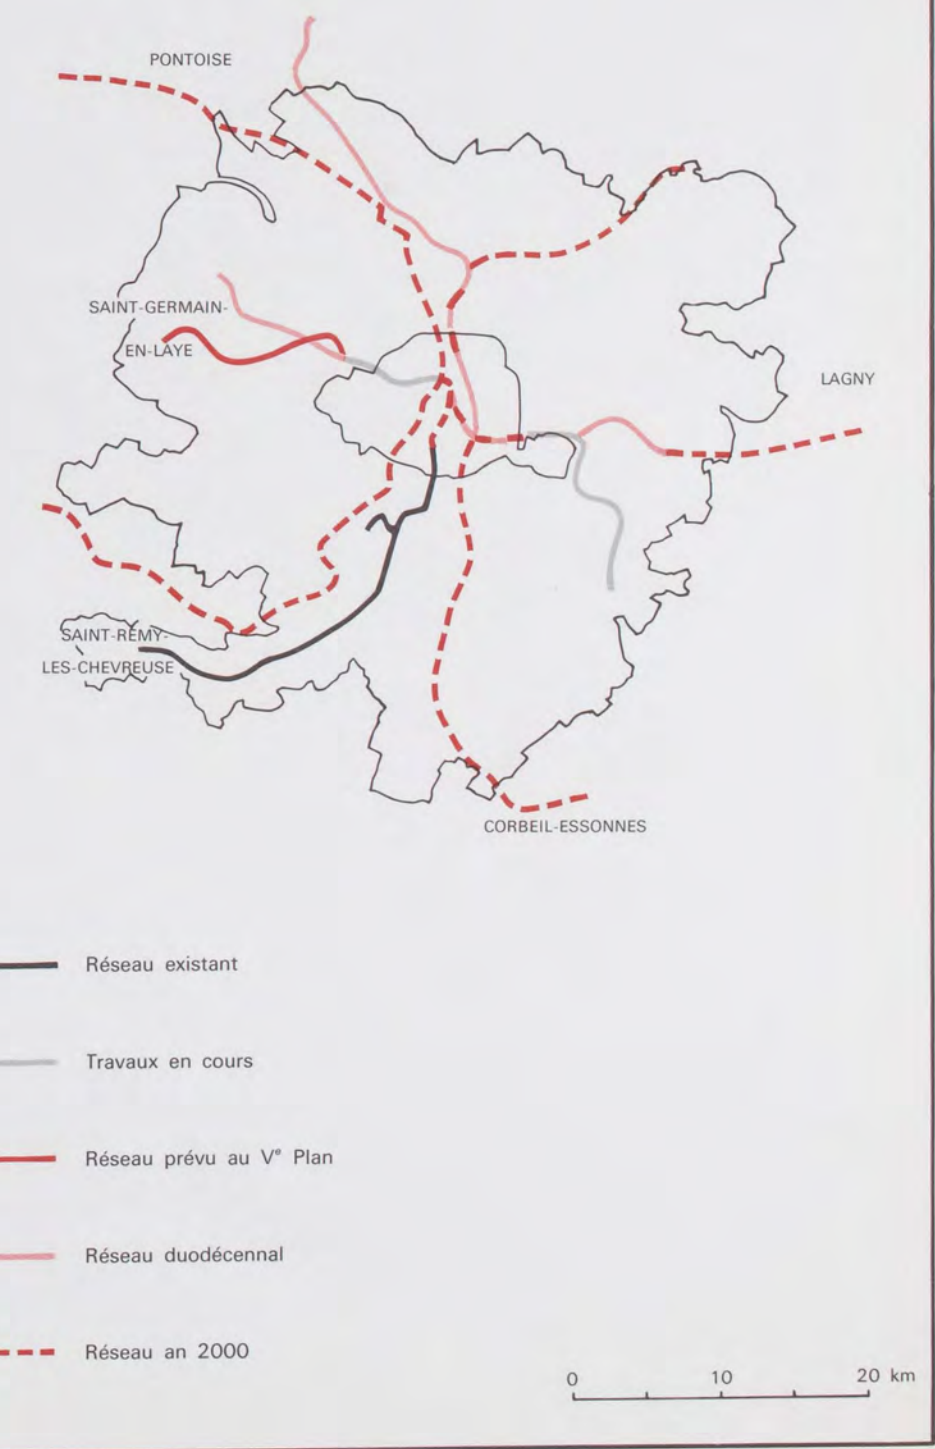 PONTOISE
SAINT-GERMAIN-
EN-LAYE
LAGNY
SAINT-RÉMY-
LES-CHEVREUSE
CORBEIL-ESSONNES
Réseau existant
Travaux en cours
Réseau prévu au Ve Plan
Réseau duodécennal
Réseau an 2000
0 10 20 km